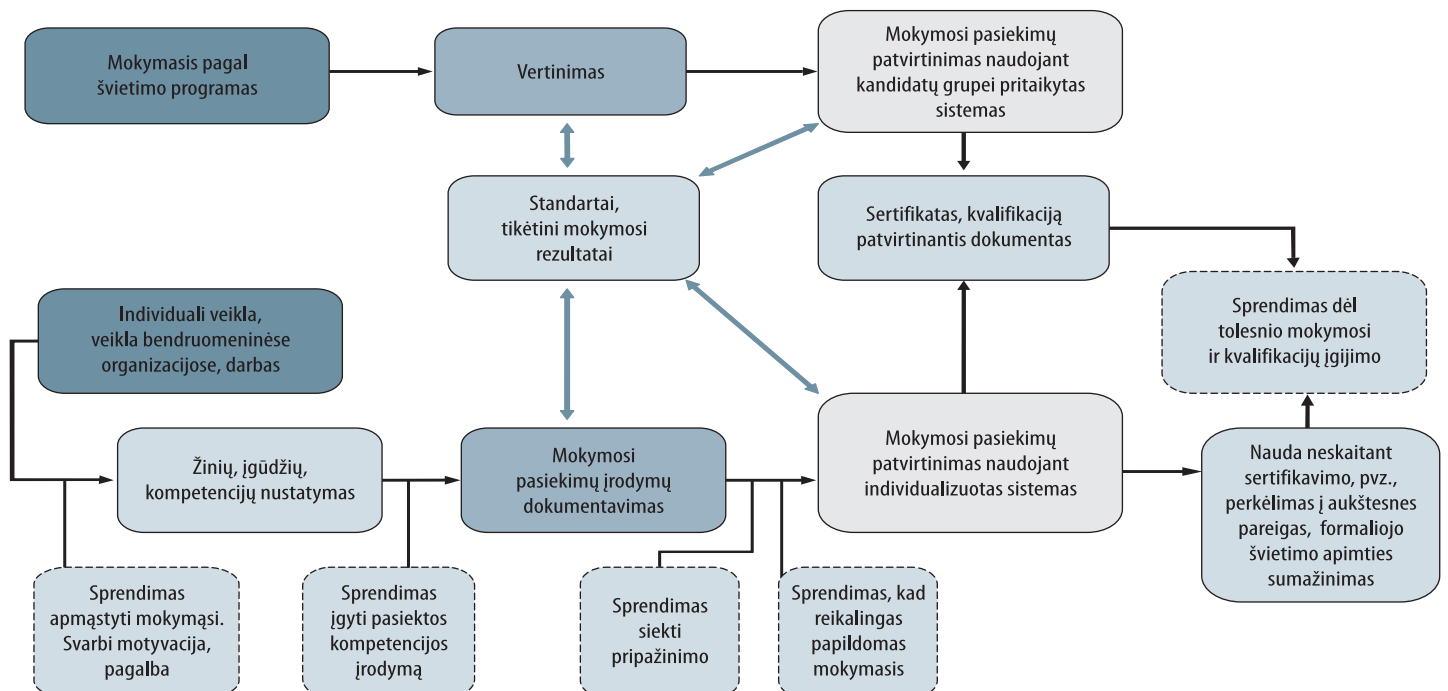 Mokymasis pagal
švietimo programas
Vertinimas
Mokymosi pasiekimų
patvirtinimas naudojant
kandidatų grupei pritaikytas
sistemas
Standartai,
tikėtini mokymosi
rezultatai
Sertifikatas, kvalifikaciją
patvirtinantis dokumentas
Individuali veikla,
veikla bendruomeninėse
organizacijose, darbas
Sprendimas dėl
tolesnio mokymosi
ir kvalifikacijų įgijimo
Žinių, įgūdžių,
kompetencijų nustatymas
Mokymosi
pasiekimų įrodymų
dokumentavimas
Mokymosi pasiekimų
patvirtinimas naudojant
individualizuotas sistemas
Nauda neskaitant
sertifikavimo, pvz.,
perkėlimas į aukštesnes
pareigas, formaliojo
švietimo apimties
sumažinimas
Sprendimas
apmąstyti mokymąsi.
Svarbi motyvacija,
pagalba
Sprendimas
įgyti pasiektos
kompetencijos
įrodymą
Sprendimas
siekti
pripažinimo
Sprendimas, kad
reikalingas
papildomas
mokymasis